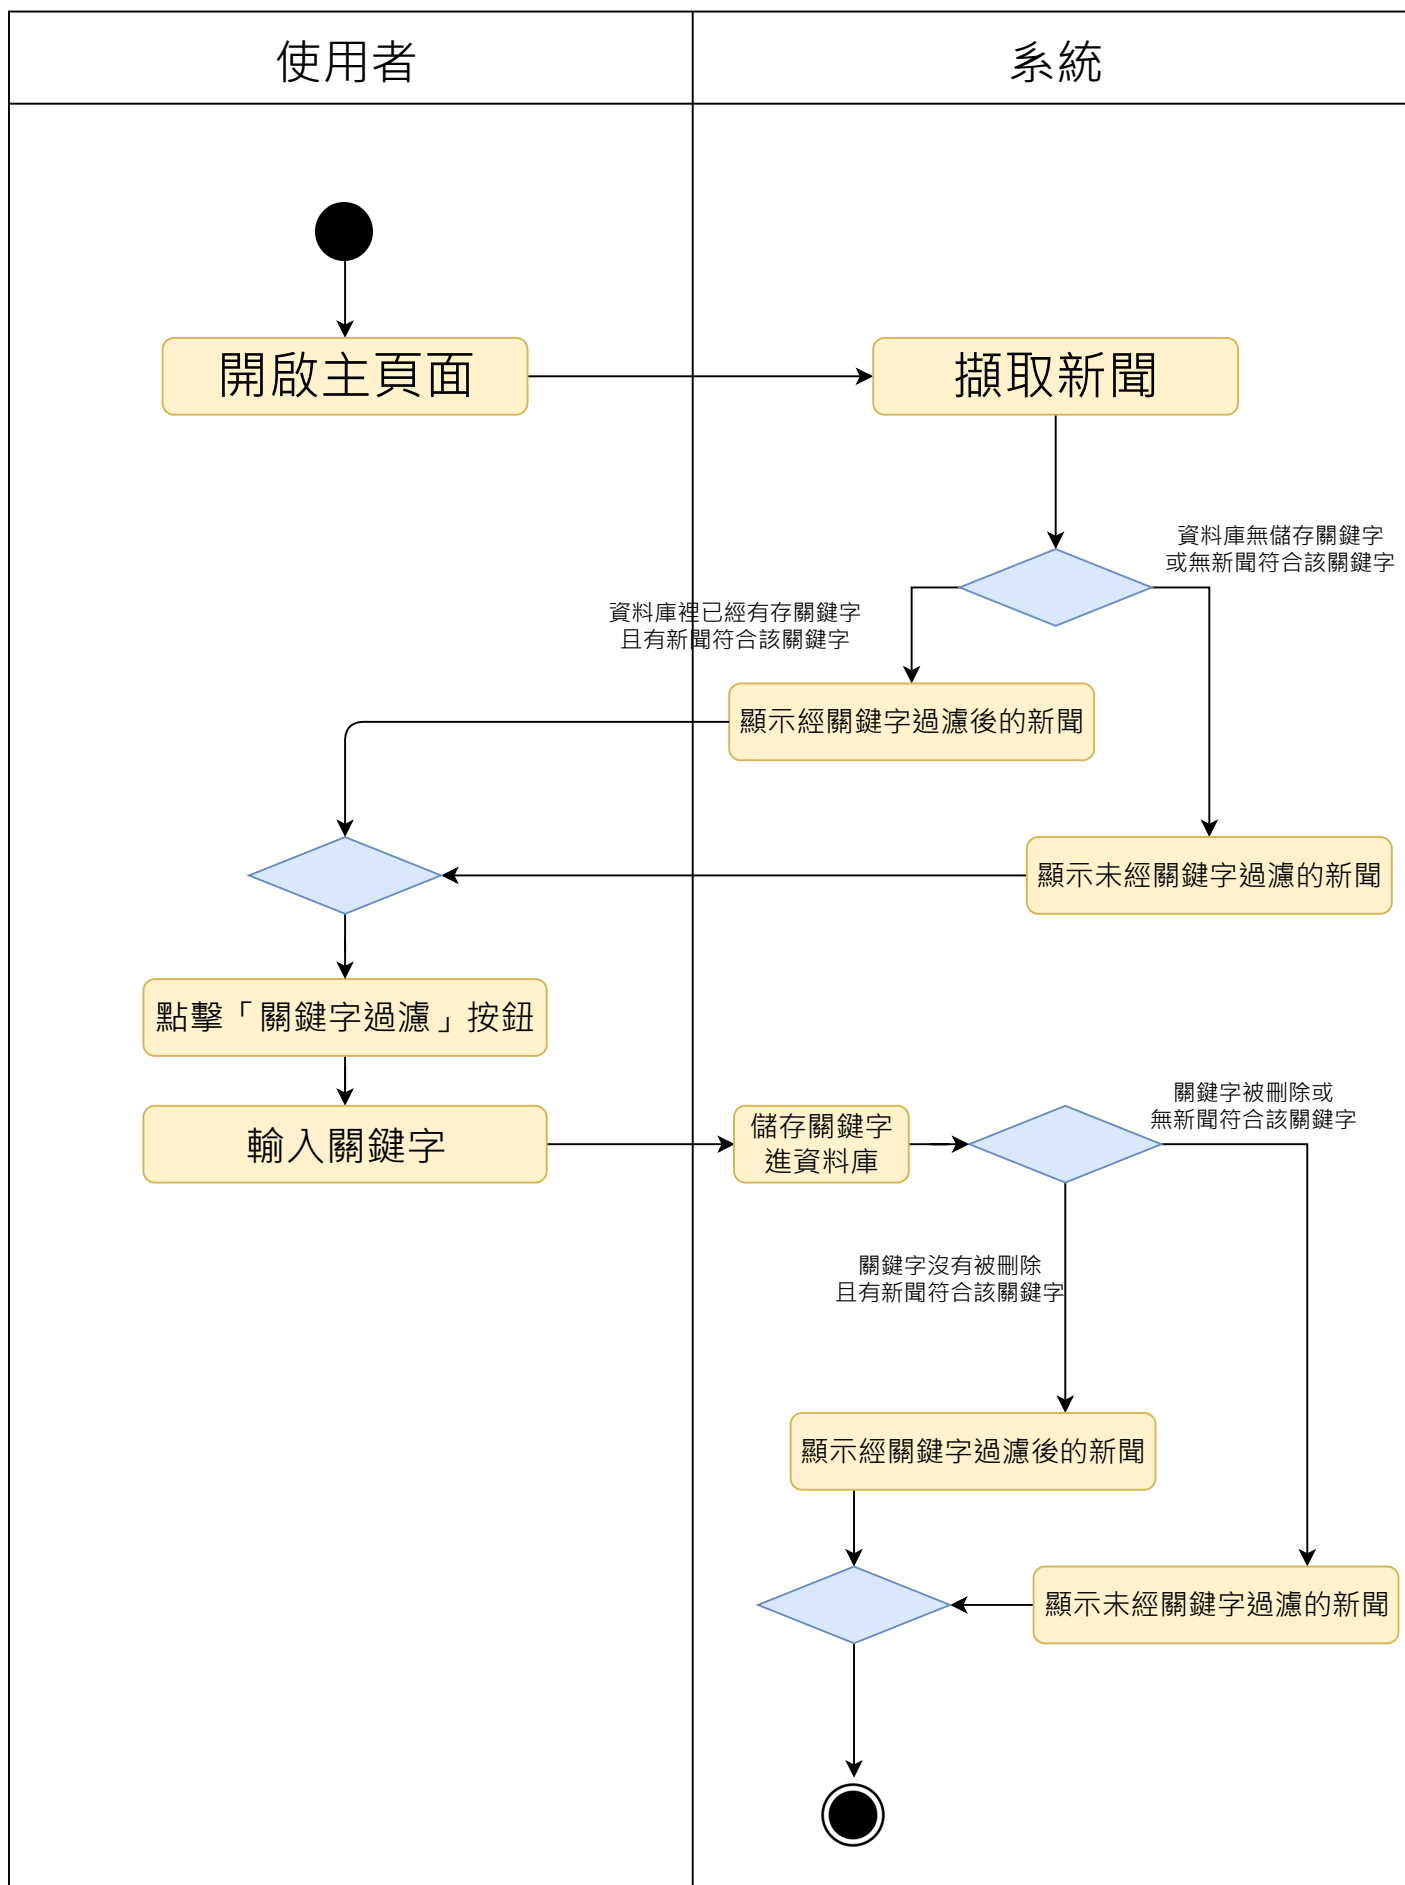 使用者
系統
開啟主頁面
擷取新聞
資料庫無儲存關鍵字
或無新聞符合該關鍵字
資料庫裡已經有存關鍵字
且有新聞符合該關鍵字
顯示經關鍵字過濾後的新聞
顯示未經關鍵字過濾的新聞
點擊「關鍵字過濾」按鈕
輸入關鍵字
儲存關鍵字
進資料庫
關鍵字被刪除或
無新聞符合該關鍵字
關鍵字沒有被刪除
且有新聞符合該關鍵字
顯示經關鍵字過濾後的新聞
顯示未經關鍵字過濾的新聞